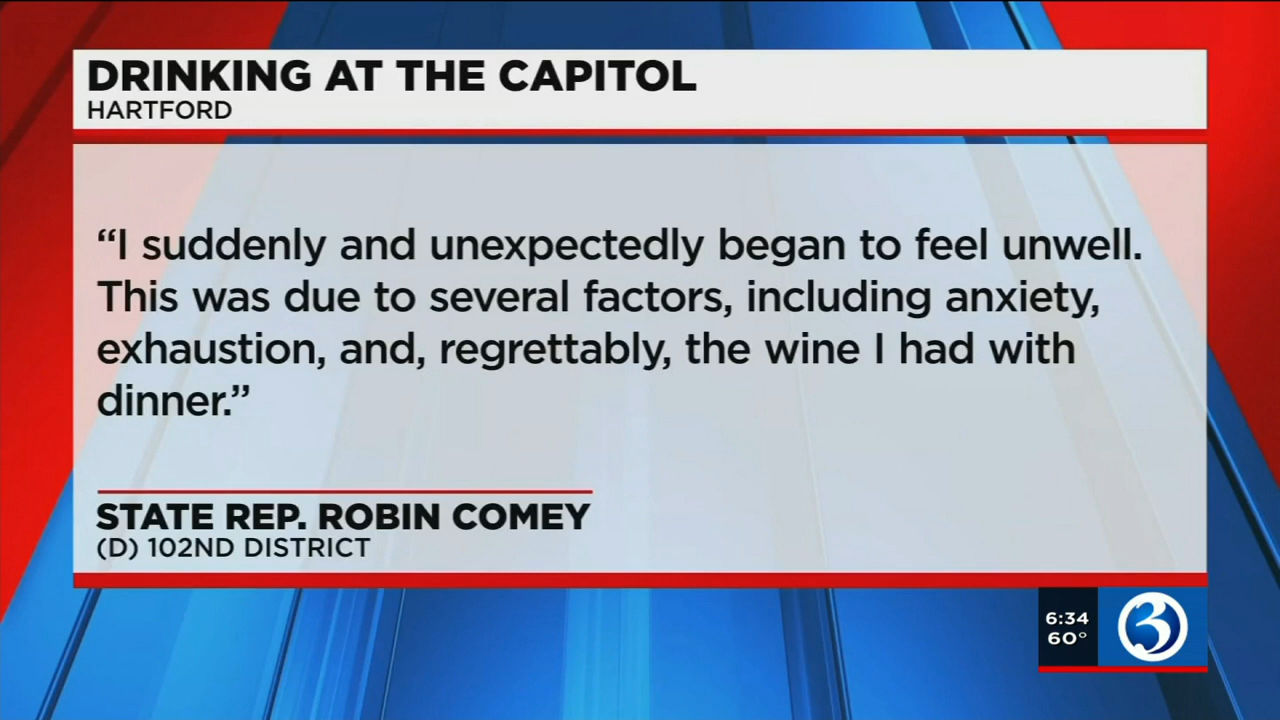 DRINKING AT THE CAPITOL
HARTFORD
“I suddenly and unexpectedly began to feel unwell.
This was due to several factors, including anxiety,
exhaustion, and, regrettably, the wine I had with
dinner.”
STATE REP. ROBIN COMEY
(D) 102ND DISTRICT
6:34
60°
3